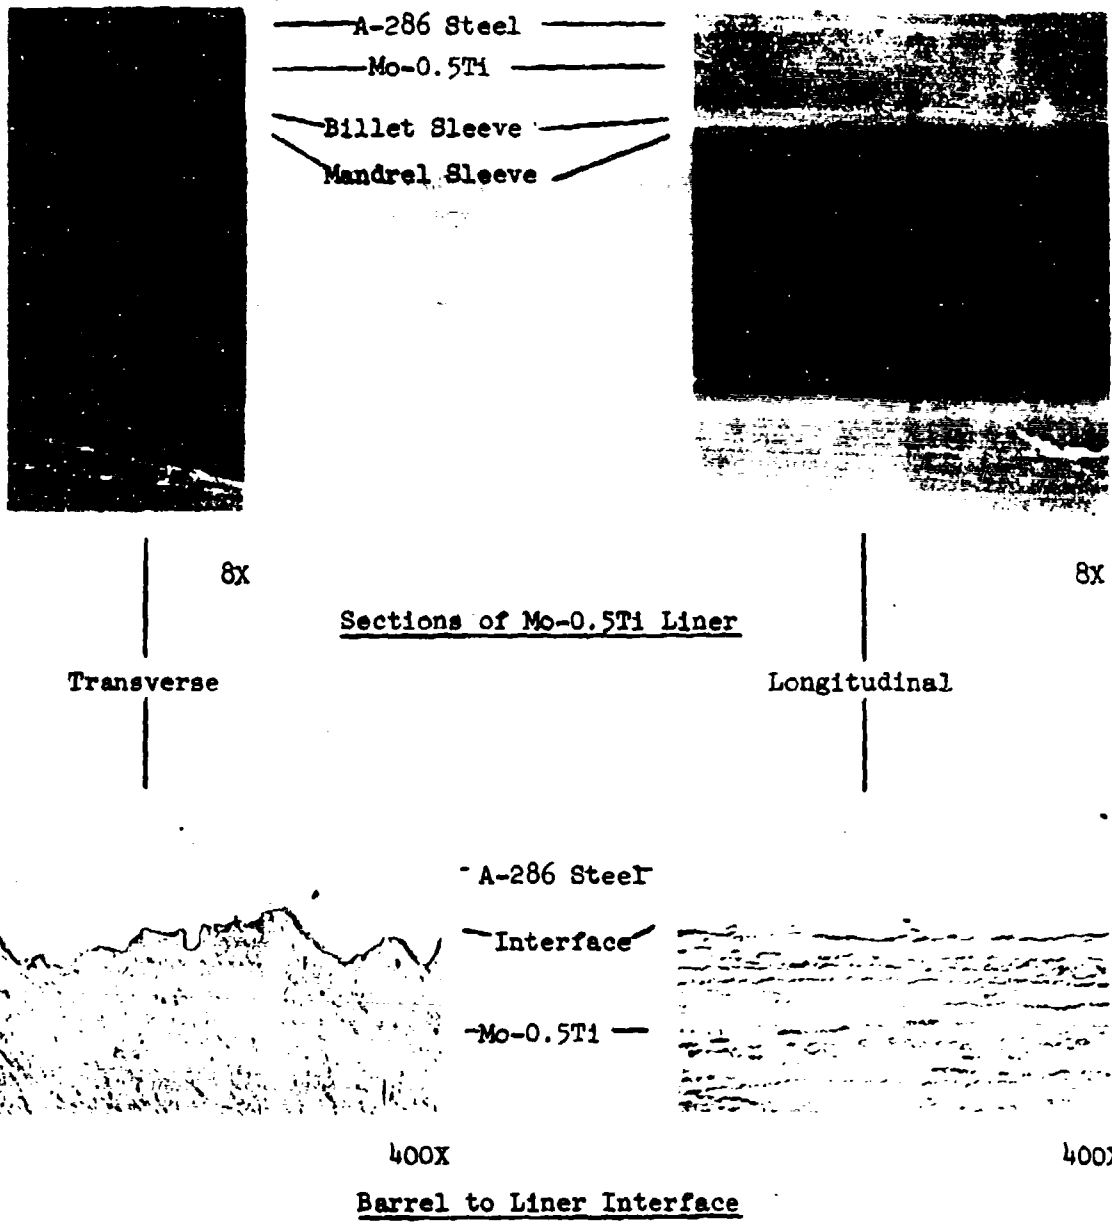 A-286 Steel
Mo-0.5Ti
Billet Sleeve
Mandrel Sleeve
8X
8X
Sections of Mo-0.5Ti Liner
Transverse
Longitudinal
A-286 Steel
Interface
Mo-0.5Ti
400X
400X
Barrel to Liner Interface